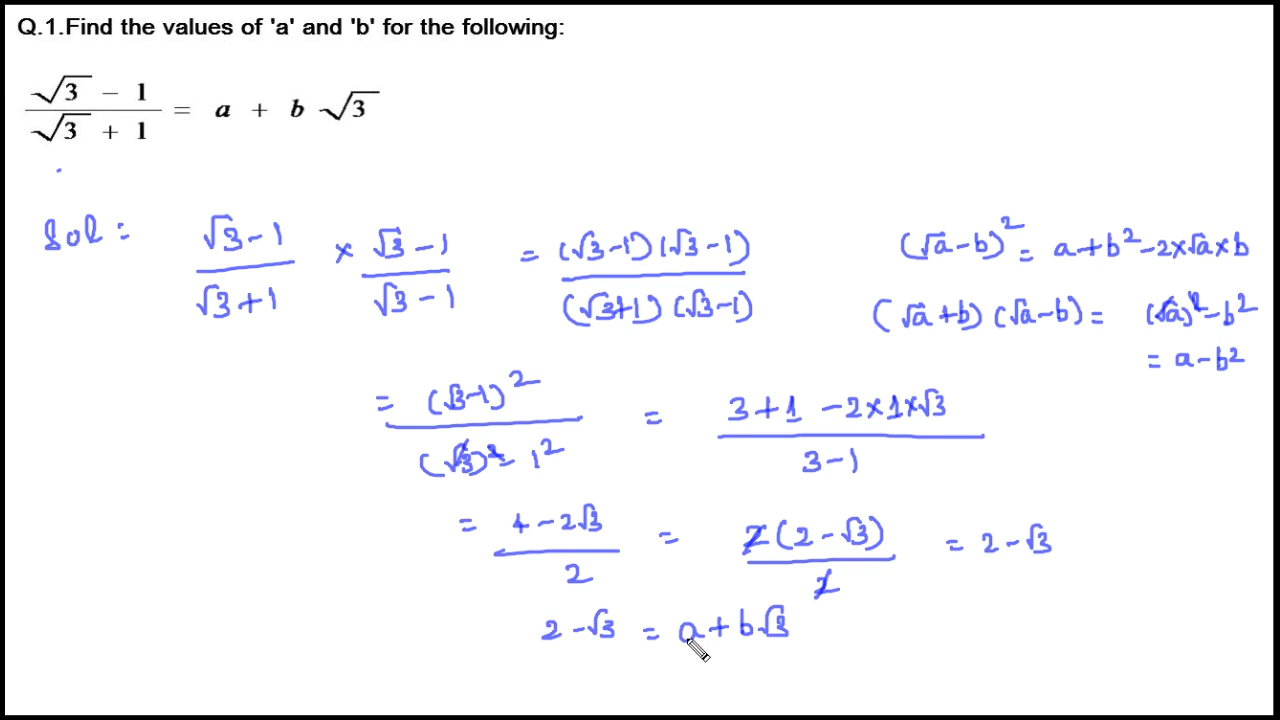 Q.1.Find the values of 'a' and 'b' for the following:
(√3 − 1)/(√3 + 1) = a + b √3
Sol: (√3−1)/(√3+1) × (√3−1)/(√3−1) = (√3−1)(√3−1)/(√3+1)(√3−1)
(√a−b)² = a+b²−2×√a×b
(√a+b)(√a−b) = (√a)²−b²
= a−b²
= (√3−1)²/(√3)²−1² = 3+1−2×1×√3/3−1
= 4−2√3/2 = 2(2−√3)/2 = 2−√3
2−√3 = a+b√3